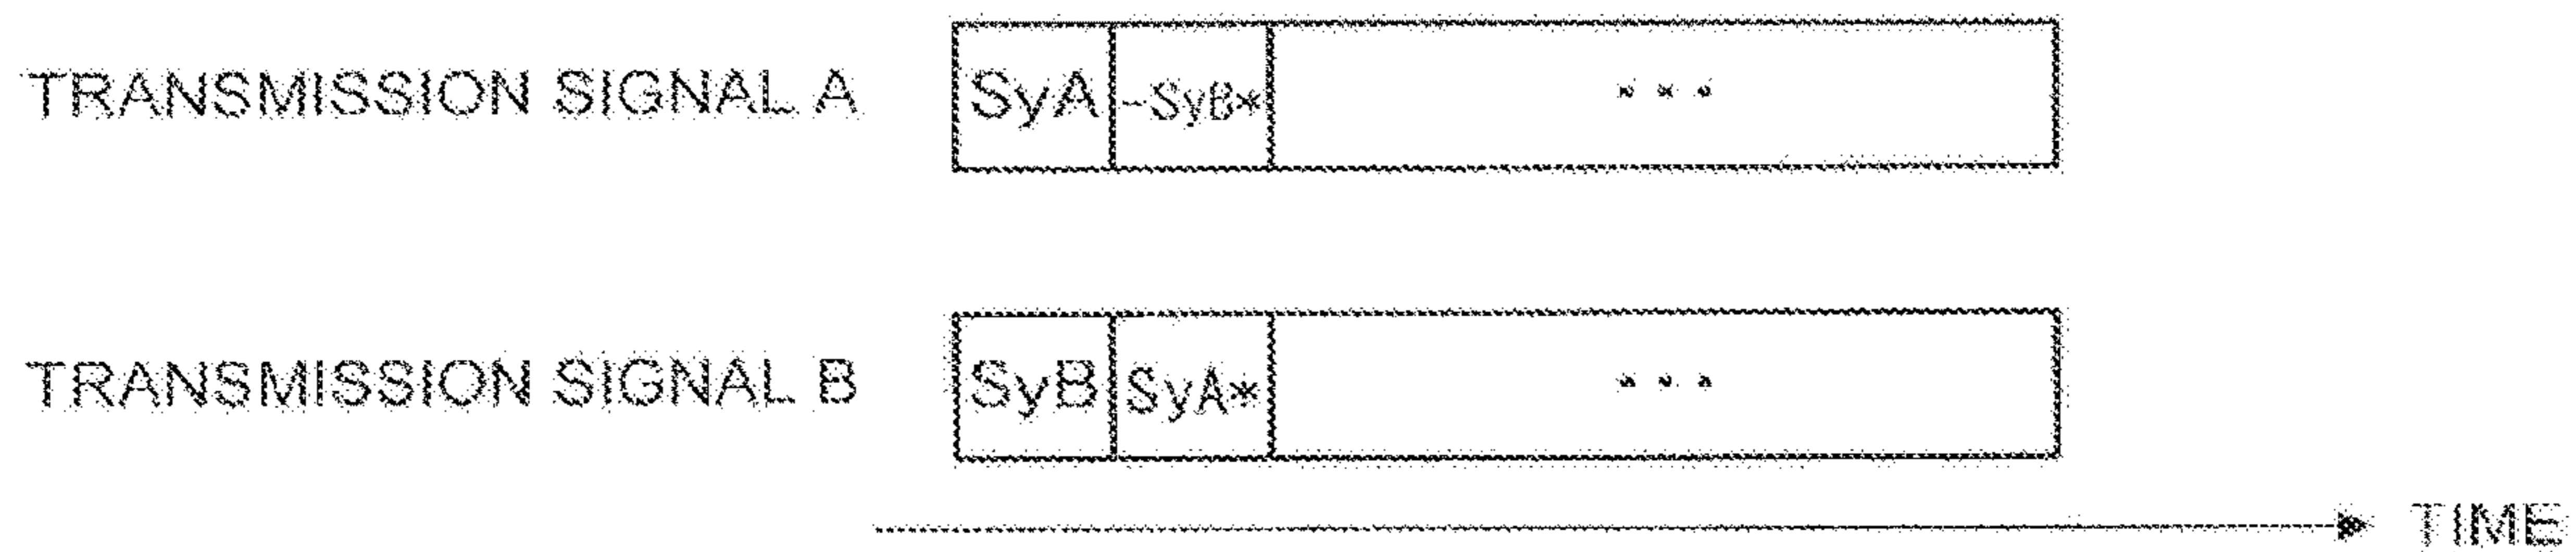 TRANSMISSION SIGNAL A SyA -SyB* ...
TRANSMISSION SIGNAL B SyB SyA* ...
TIME